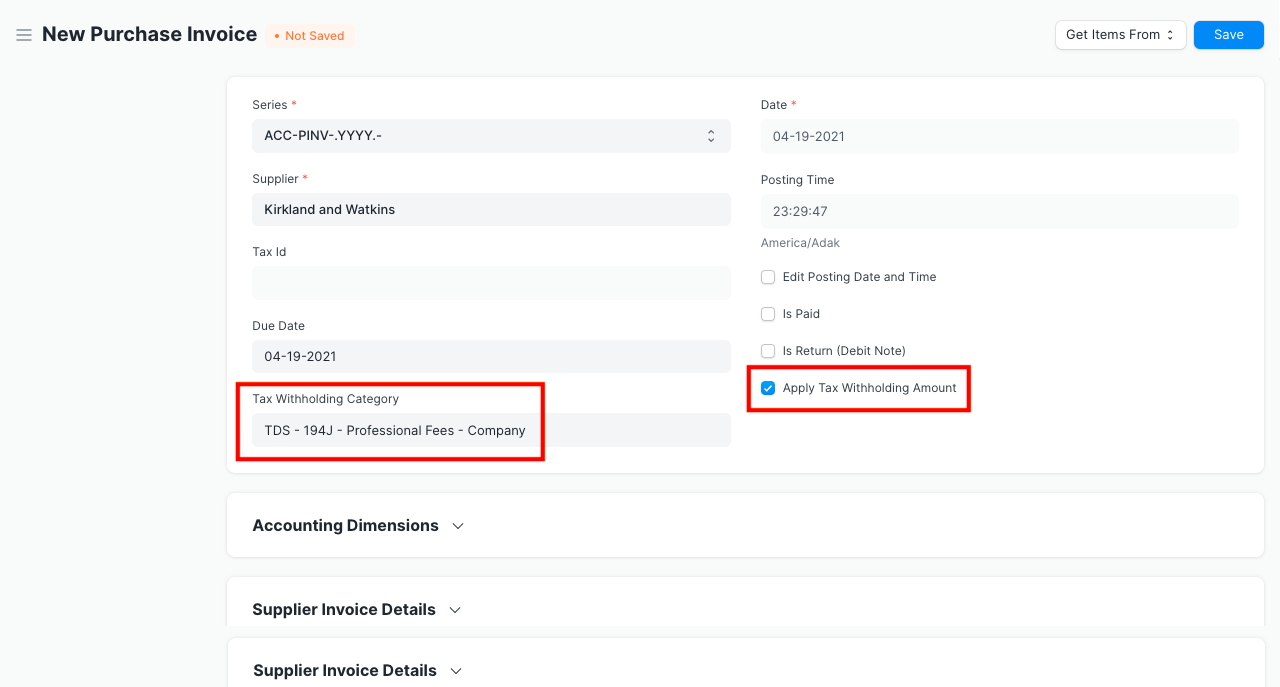 New Purchase Invoice
• Not Saved
Get Items From
Save
Series *
ACC-PINV-.YYYY.-
Supplier *
Kirkland and Watkins
Tax Id
Due Date
04-19-2021
Tax Withholding Category
TDS - 194J - Professional Fees - Company
Date *
04-19-2021
Posting Time
23:29:47
America/Adak
Edit Posting Date and Time
Is Paid
Is Return (Debit Note)
Apply Tax Withholding Amount
Accounting Dimensions
Supplier Invoice Details
Supplier Invoice Details